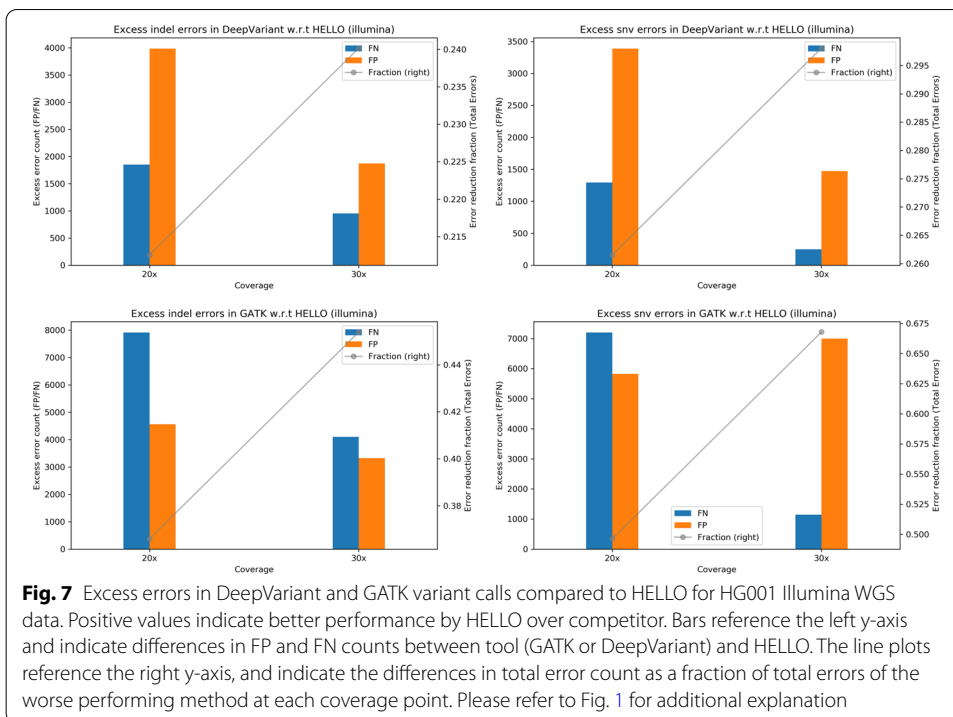 Excess indel errors in DeepVariant w.r.t HELLO (illumina)
4000
3500
3000
2500
2000
1500
1000
500
0
Excess error count (FP/FN)
FN
FP
Fraction (right)
0.240
0.235
0.230
0.225
0.220
0.215
Error reduction fraction (Total Errors)
20x
30x
Coverage
Excess snv errors in DeepVariant w.r.t HELLO (illumina)
3500
3000
2500
2000
1500
1000
500
0
Excess error count (FP/FN)
FN
FP
Fraction (right)
0.295
0.290
0.285
0.280
0.275
0.270
0.265
0.260
Error reduction fraction (Total Errors)
20x
30x
Coverage
Excess indel errors in GATK w.r.t HELLO (illumina)
8000
7000
6000
5000
4000
3000
2000
1000
0
Excess error count (FP/FN)
FN
FP
Fraction (right)
0.44
0.42
0.40
0.38
Error reduction fraction (Total Errors)
20x
30x
Coverage
Excess snv errors in GATK w.r.t HELLO (illumina)
7000
6000
5000
4000
3000
2000
1000
0
Excess error count (FP/FN)
FN
FP
Fraction (right)
0.675
0.650
0.625
0.600
0.575
0.550
0.525
0.500
Error reduction fraction (Total Errors)
20x
30x
Coverage
Fig. 7 Excess errors in DeepVariant and GATK variant calls compared to HELLO for HG001 Illumina WGS
data. Positive values indicate better performance by HELLO over competitor. Bars reference the left y-axis
and indicate differences in FP and FN counts between tool (GATK or DeepVariant) and HELLO. The line plots
reference the right y-axis, and indicate the differences in total error count as a fraction of total errors of the
worse performing method at each coverage point. Please refer to Fig. 1 for additional explanation